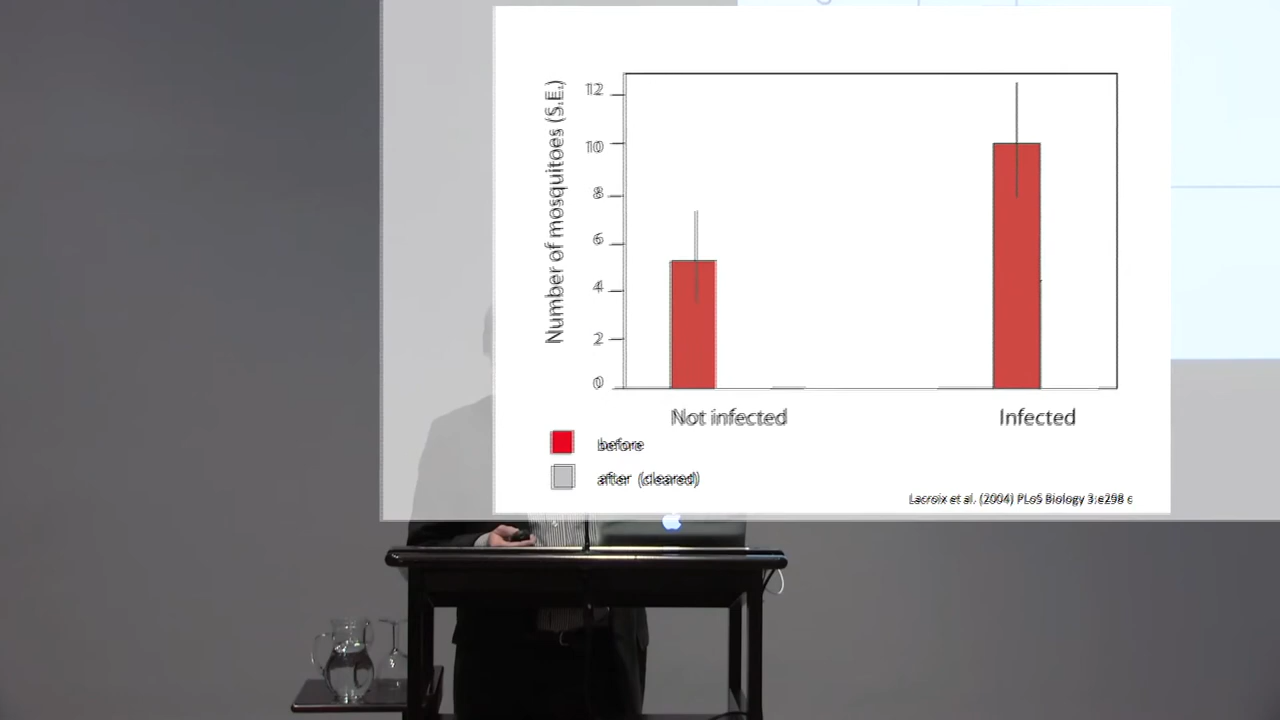 Number of mosquitoes (S.E.)
12
10
8
6
4
2
0
Not infected
Infected
before
after (cleared)
Lacroix et al. (2004) PLoS Biology 3:e298 c